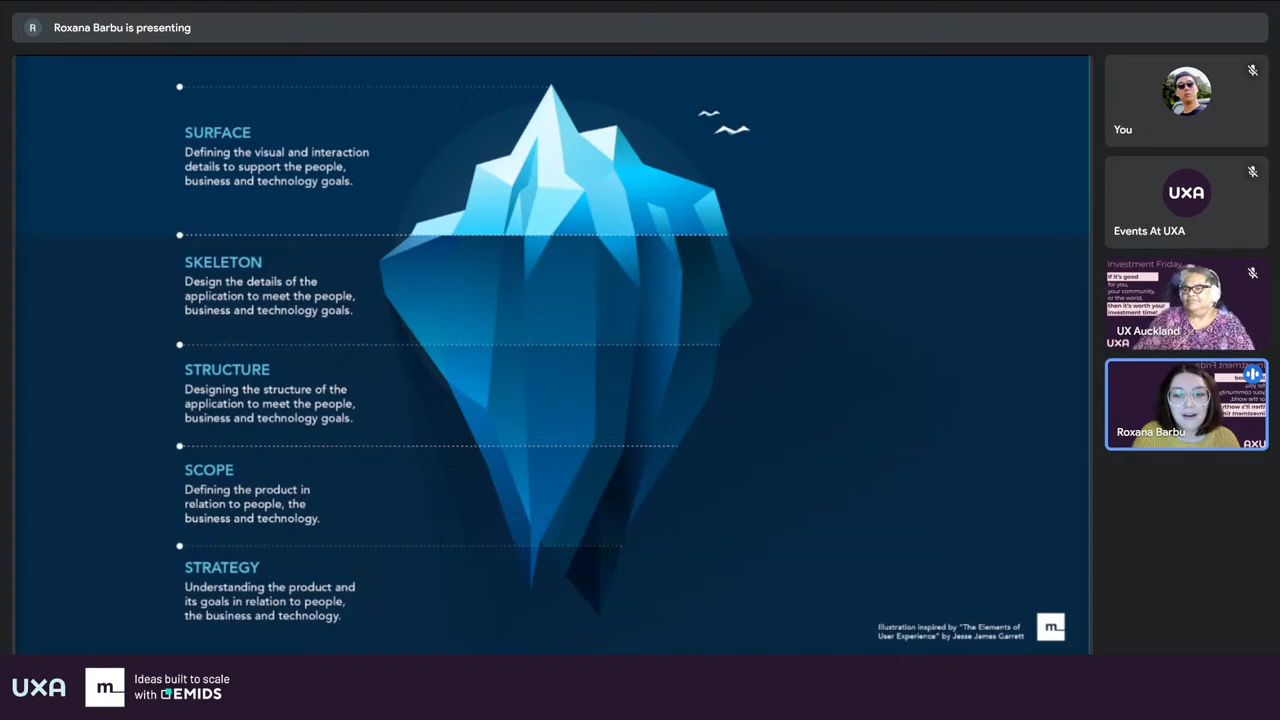 R
Roxana Barbu is presenting
SURFACE
Defining the visual and interaction
details to support the people,
business and technology goals.
SKELETON
Design the details of the
application to meet the people,
business and technology goals.
STRUCTURE
Designing the structure of the
application to meet the people,
business and technology goals.
SCOPE
Defining the product in
relation to people, the
business and technology.
STRATEGY
Understanding the product and
its goals in relation to people,
the business and technology.
Illustration inspired by "The Elements of
User Experience" by Jesse James Garrett
m_
You
UXA
Events At UXA
Investment Friday
If it's good
for you,
your community,
or the world,
then it's worth your
investment time!
UX Auckland
UXA
Roxana Barbu
UXA
m_
Ideas built to scale
with EMIDS